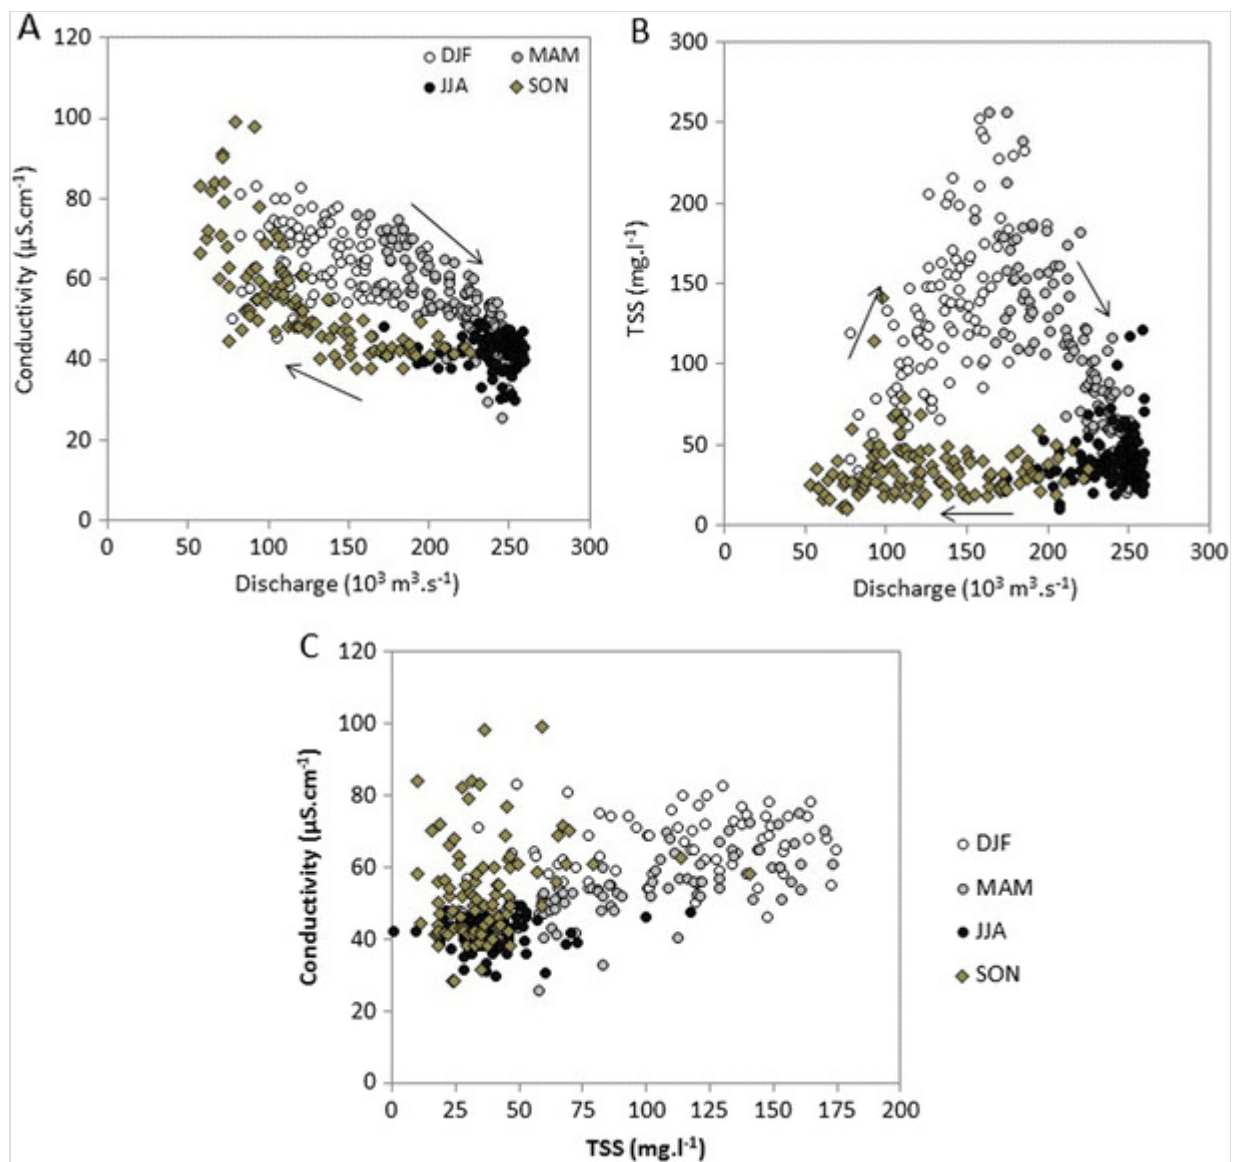 A
120
100
80
60
40
20
0
0 50 100 150 200 250 300
Conductivity (µS.cm⁻¹)
Discharge (10³ m³.s⁻¹)
DJF MAM
JJA SON
B
300
250
200
150
100
50
0
0 50 100 150 200 250 300
TSS (mg.l⁻¹)
Discharge (10³ m³.s⁻¹)
C
120
100
80
60
40
20
0
0 25 50 75 100 125 150 175 200
Conductivity (µS.cm⁻¹)
TSS (mg.l⁻¹)
DJF
MAM
JJA
SON